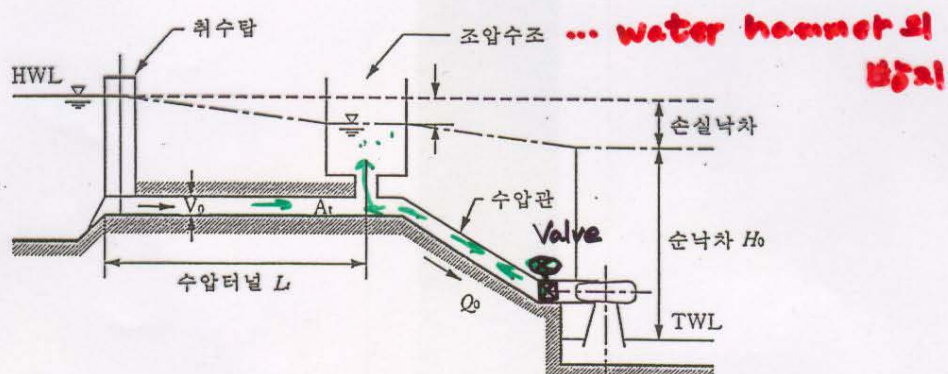 취수탑
조압수조 ... water hammer의
방지
HWL
손실낙차
V₀
Aₜ
수압관
Valve
순낙차 H₀
수압터널 L
Q₀
TWL